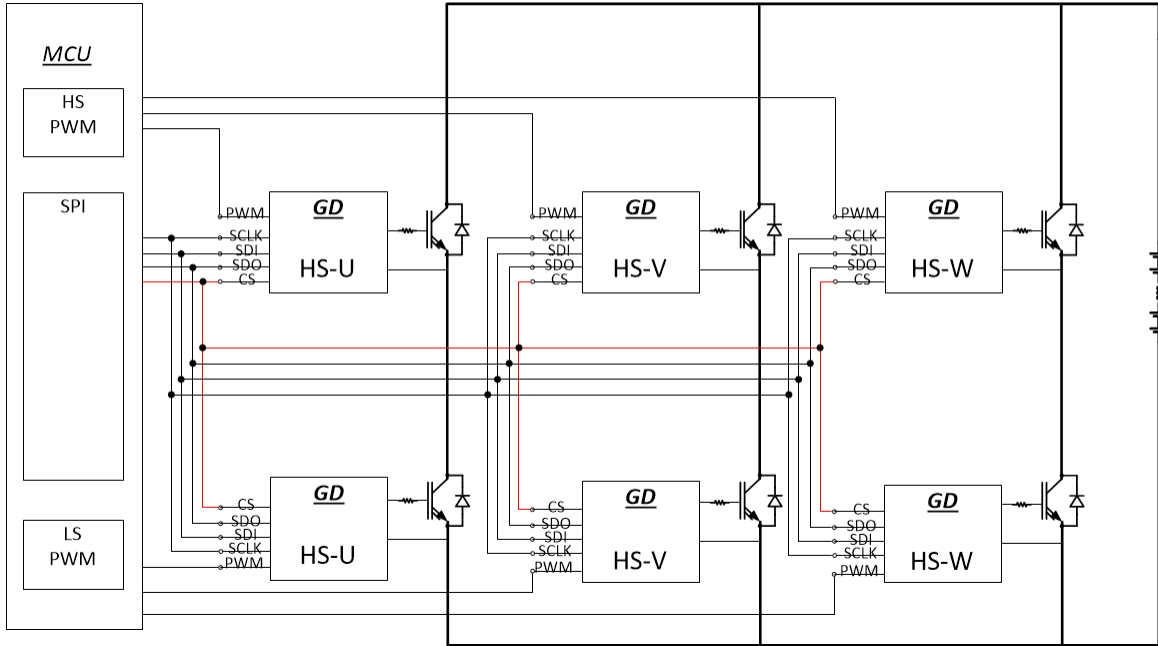 MCU
HS
PWM
SPI
LS
PWM
PWM
SCLK
SDI
SDO
CS
GD
HS-U
PWM
SCLK
SDI
SDO
CS
GD
HS-V
PWM
SCLK
SDI
SDO
CS
GD
HS-W
CS
SDO
SDI
SCLK
PWM
GD
HS-U
CS
SDO
SDI
SCLK
PWM
GD
HS-V
CS
SDO
SDI
SCLK
PWM
GD
HS-W